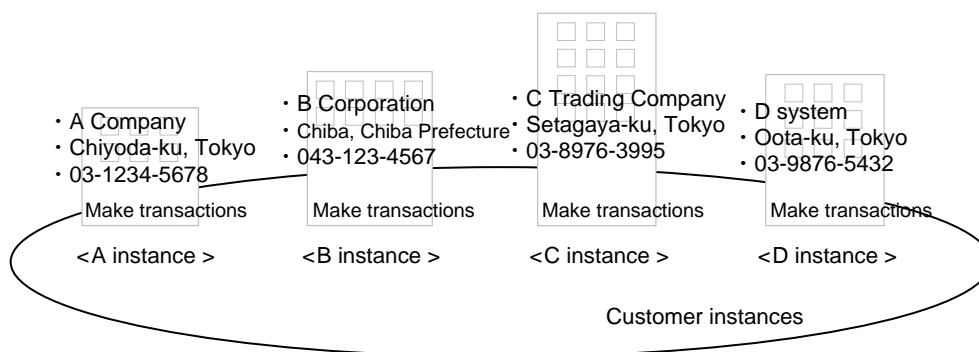 ・A Company
・Chiyoda-ku, Tokyo
・03-1234-5678
Make transactions
<A instance >
・B Corporation
・Chiba, Chiba Prefecture
・043-123-4567
Make transactions
<B instance >
・C Trading Company
・Setagaya-ku, Tokyo
・03-8976-3995
Make transactions
<C instance >
・D system
・Oota-ku, Tokyo
・03-9876-5432
Make transactions
<D instance >
Customer instances